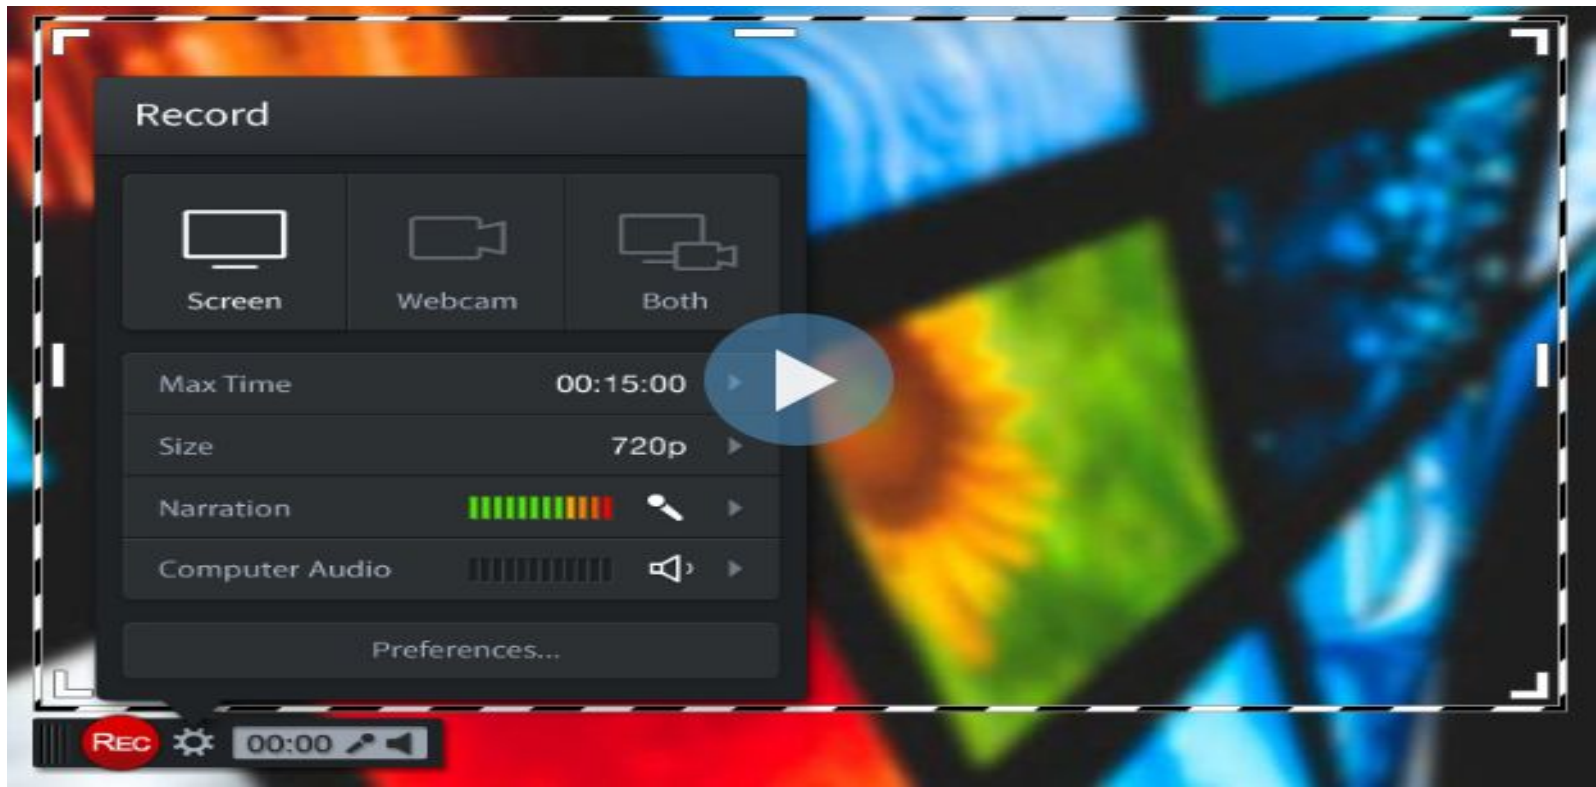 Record
Screen Webcam Both
Max Time 00:15:00
Size 720p
Narration
Computer Audio
Preferences...
REC 00:00